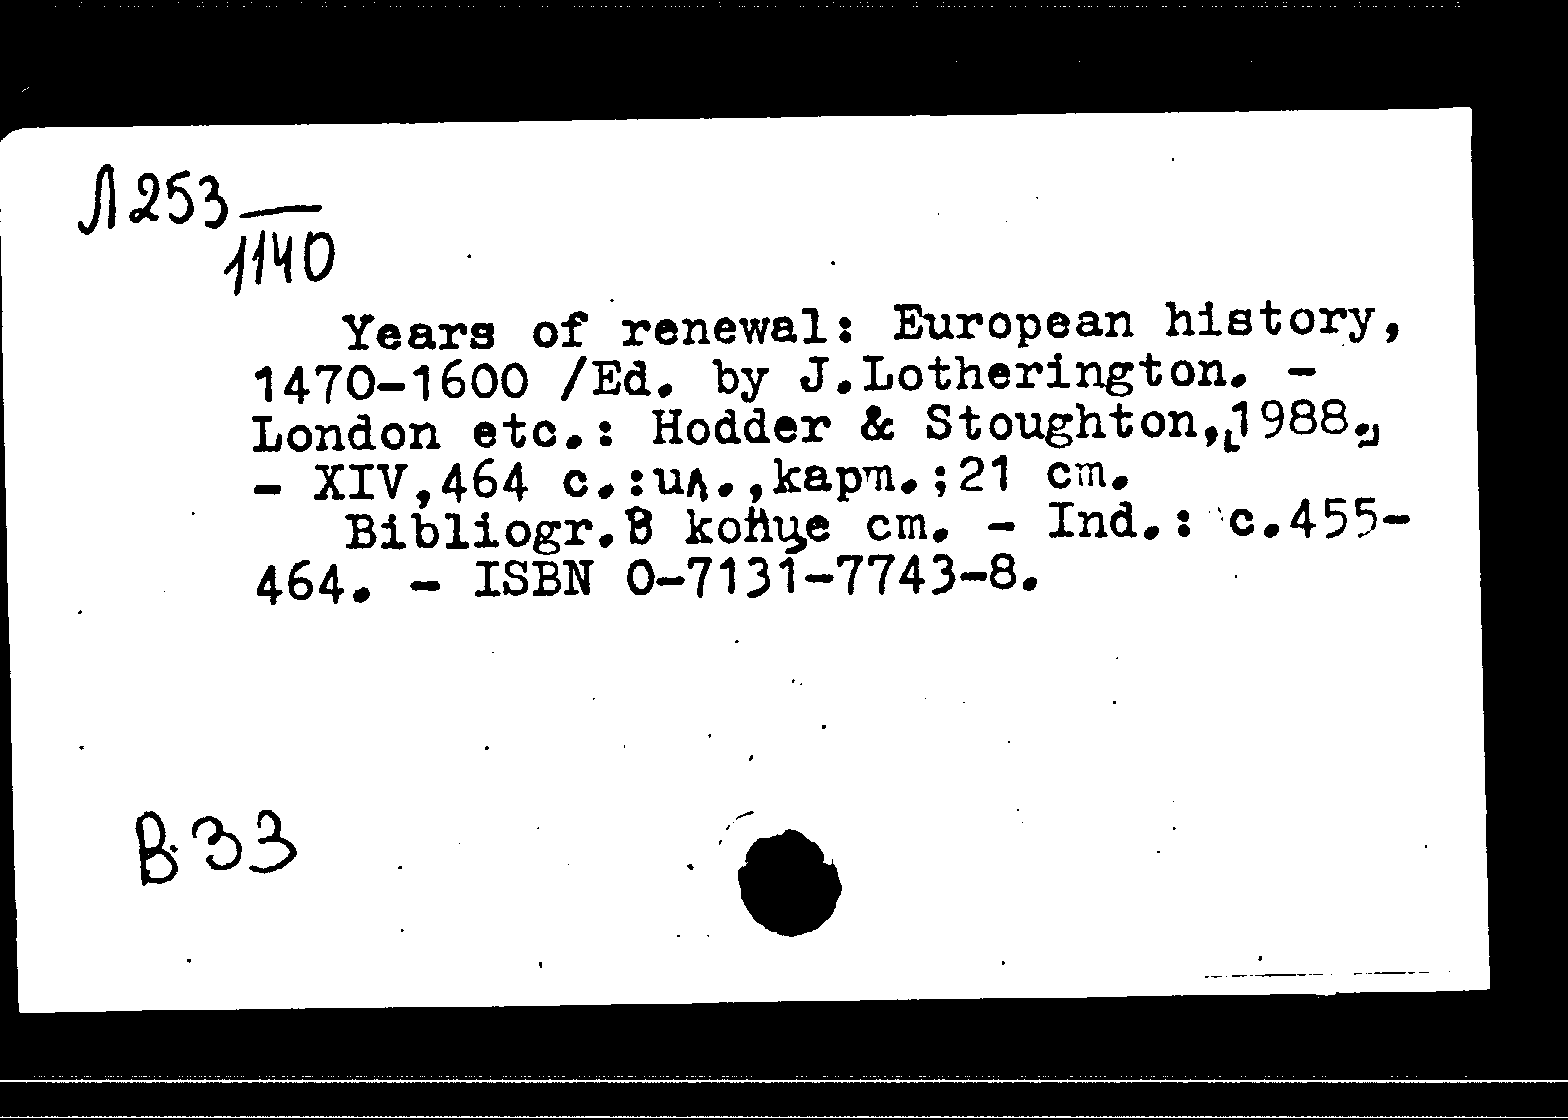 Л253
1140
Years of renewal: European history,
1470-1600 /Ed. by J.Lotherington. -
London etc.: Hodder & Stoughton,[1988.]
- XIV,464 с.:ил.,карт.;21 cm.
Bibliogr.в конце ст. - Ind.: с.455-
464. - ISBN 0-7131-7743-8.
В33